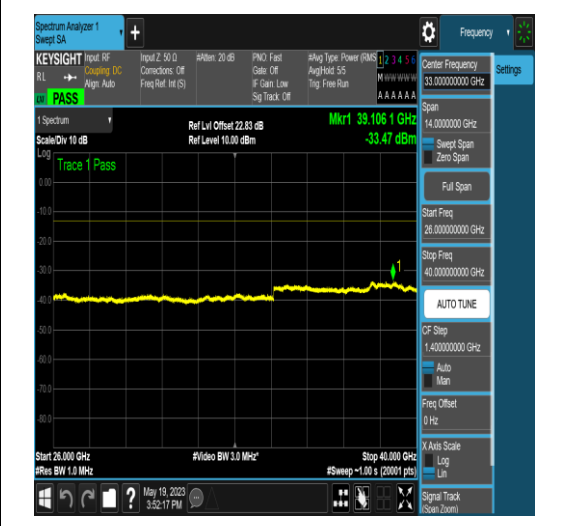 Spectrum Analyzer 1
Swept SA
Frequency
KEYSIGHT
Input: RF
Coupling: DC
Align: Auto
Input Z: 50 Ω
Corrections: Off
Freq Ref: Int (S)
#Atten: 20 dB
PNO: Fast
Gate: Off
IF Gain: Low
Sig Track: Off
#Avg Type: Power (RMS
Avg|Hold: 5/5
Trig: Free Run
1 2 3 4 5 6
M W W W W W
A A A A A A
RL
PASS
1 Spectrum
Scale/Div 10 dB
Ref Lvl Offset 22.83 dB
Ref Level 10.00 dBm
Mkr1 39.106 1 GHz
-33.47 dBm
Log
Trace 1 Pass
0.00
-10.0
-20.0
-30.0
-40.0
-50.0
-60.0
-70.0
-80.0
1
Start 26.000 GHz
#Res BW 1.0 MHz
#Video BW 3.0 MHz*
Stop 40.000 GHz
#Sweep ~1.00 s (20001 pts)
May 19, 2023
3:52:17 PM
Center Frequency
33.000000000 GHz
Settings
Span
14.0000000 GHz
Swept Span
Zero Span
Full Span
Start Freq
26.000000000 GHz
Stop Freq
40.000000000 GHz
AUTO TUNE
CF Step
1.400000000 GHz
Auto
Man
Freq Offset
0 Hz
X Axis Scale
Log
Lin
Signal Track
(Span Zoom)